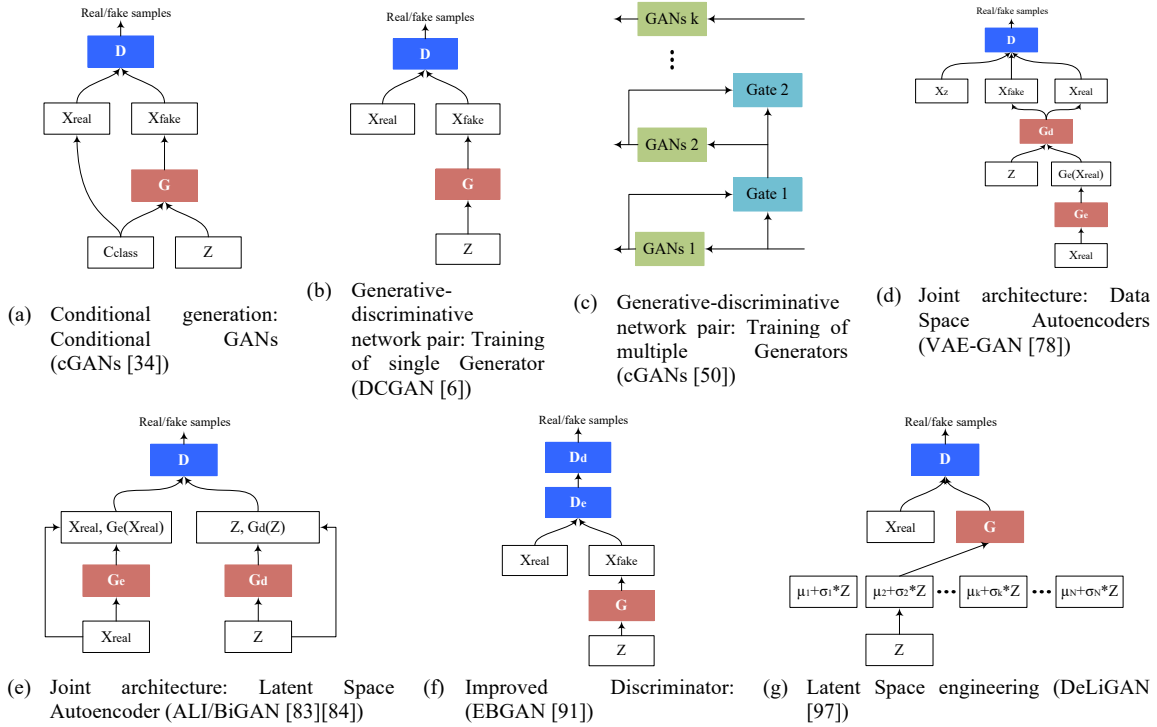 Real/fake samples
D
Xreal
Xfake
G
Cclass
Z
(a) Conditional generation:
Conditional GANs
(cGANs [34])
Real/fake samples
D
Xreal
Xfake
G
Z
(b) Generative-
discriminative
network pair: Training
of single Generator
(DCGAN [6])
GANs k
Gate 2
GANs 2
Gate 1
GANs 1
(c) Generative-discriminative
network pair: Training of
multiple Generators
(cGANs [50])
Real/fake samples
D
Xz
Xfake
Xreal
Gd
Z
Ge(Xreal)
Ge
Xreal
(d) Joint architecture: Data
Space Autoencoders
(VAE-GAN [78])
Real/fake samples
D
Xreal, Ge(Xreal)
Z, Gd(Z)
Ge
Gd
Xreal
Z
(e) Joint architecture: Latent Space
Autoencoder (ALI/BiGAN [83][84])
Real/fake samples
Dd
De
Xreal
Xfake
G
Z
(f) Improved Discriminator:
(EBGAN [91])
Real/fake samples
D
Xreal
G
μ1+σ1*Z
μ2+σ2*Z
μk+σk*Z
μN+σN*Z
Z
(g) Latent Space engineering (DeLiGAN
[97])